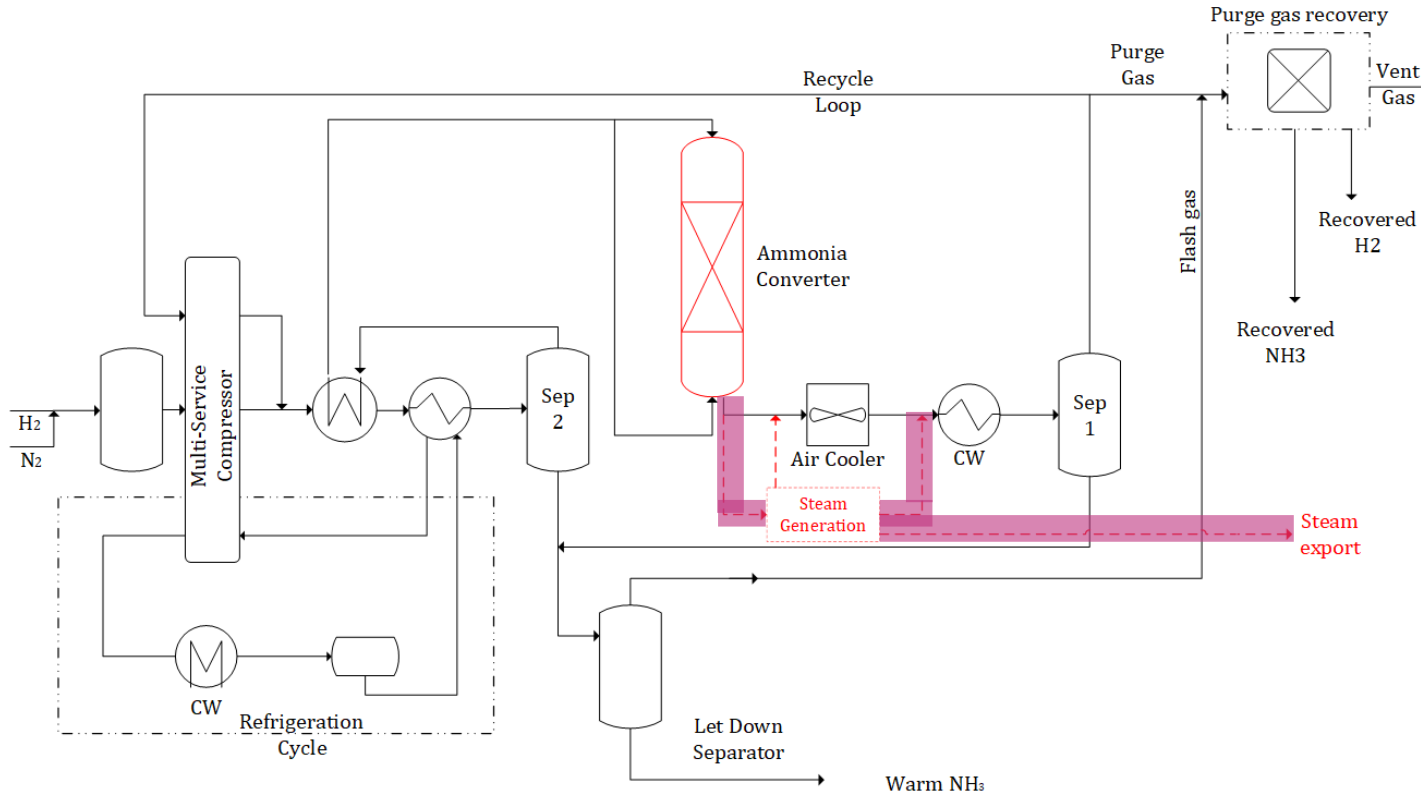 Purge gas recovery
Purge
Gas
Vent
Gas
Recycle
Loop
Flash gas
Recovered
H2
Recovered
NH3
Ammonia
Converter
Multi-Service
Compressor
H2
N2
Sep
2
Sep
1
Air Cooler
CW
Steam
Generation
Steam
export
CW
Refrigeration
Cycle
Let Down
Separator
Warm NH3